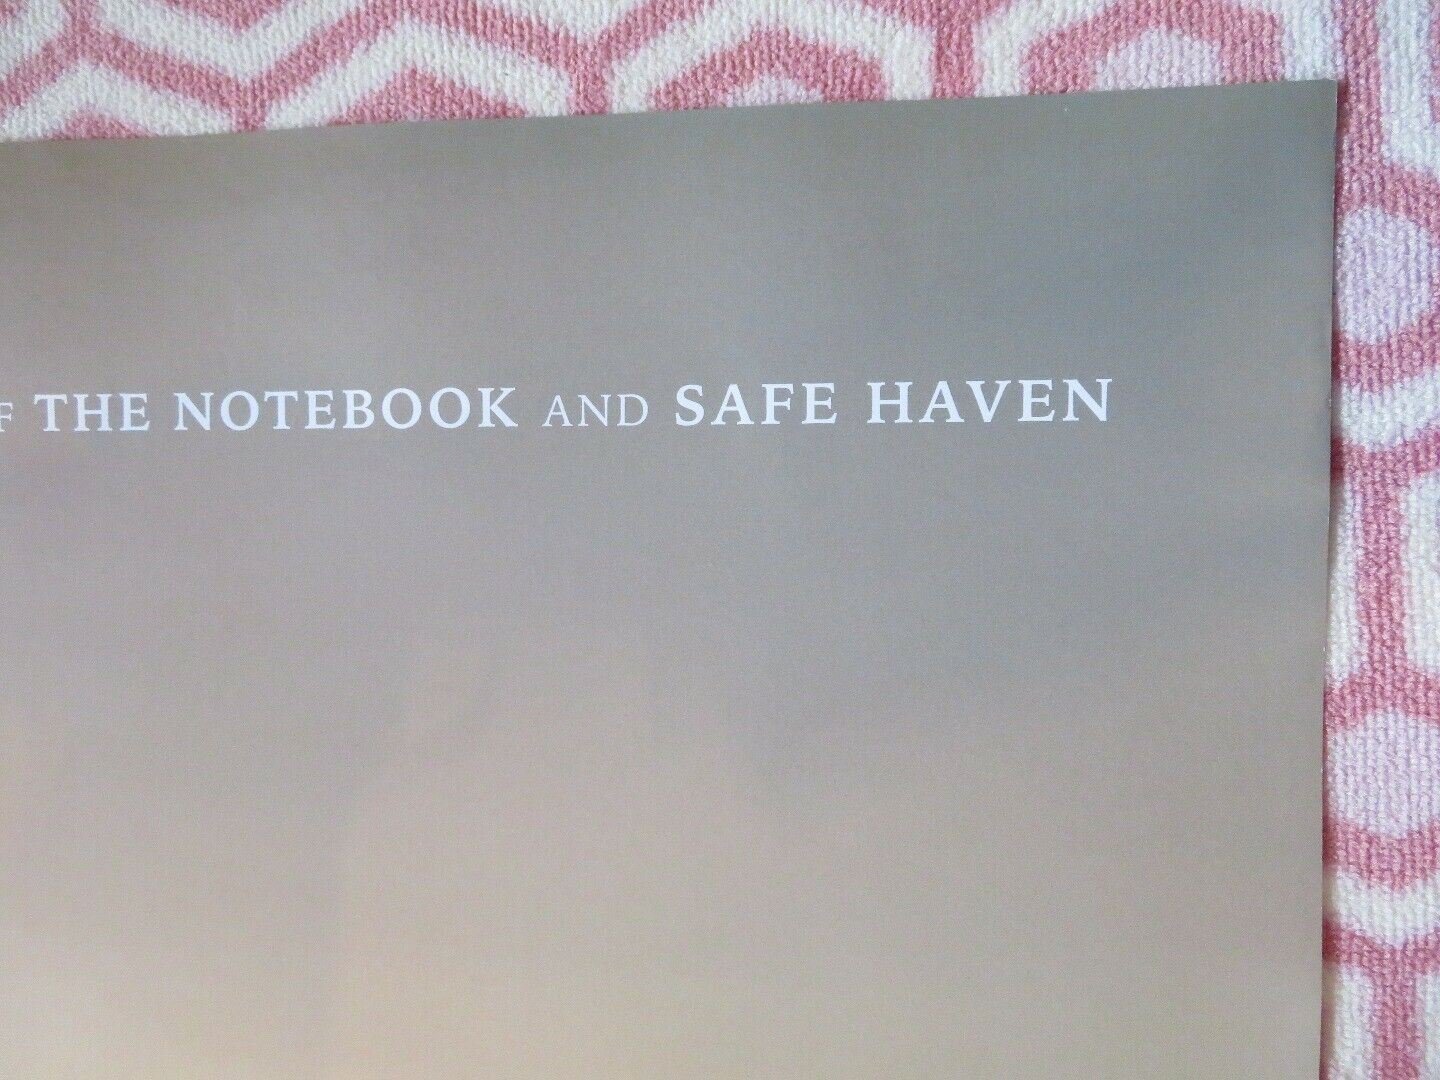 F THE NOTEBOOK AND SAFE HAVEN